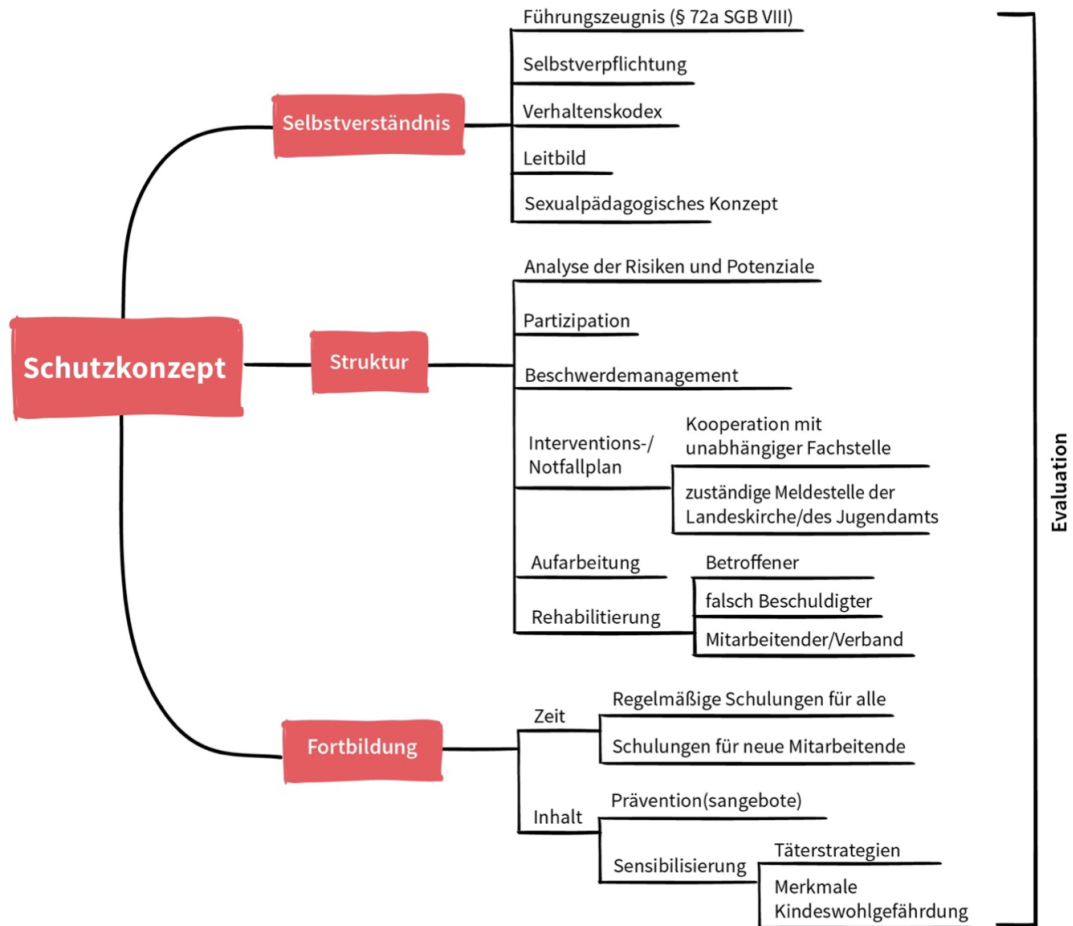 Schutzkonzept
Selbstverständnis
Führungszeugnis (§ 72a SGB VIII)
Selbstverpflichtung
Verhaltenskodex
Leitbild
Sexualpädagogisches Konzept
Struktur
Analyse der Risiken und Potenziale
Partizipation
Beschwerdemanagement
Interventions-/
Notfallplan
Kooperation mit
unabhängiger Fachstelle
zuständige Meldestelle der
Landeskirche/des Jugendamts
Aufarbeitung
Rehabilitierung
Betroffener
falsch Beschuldigter
Mitarbeitender/Verband
Fortbildung
Zeit
Regelmäßige Schulungen für alle
Schulungen für neue Mitarbeitende
Inhalt
Prävention(sangebote)
Sensibilisierung
Täterstrategien
Merkmale
Kindeswohlgefährdung
Evaluation